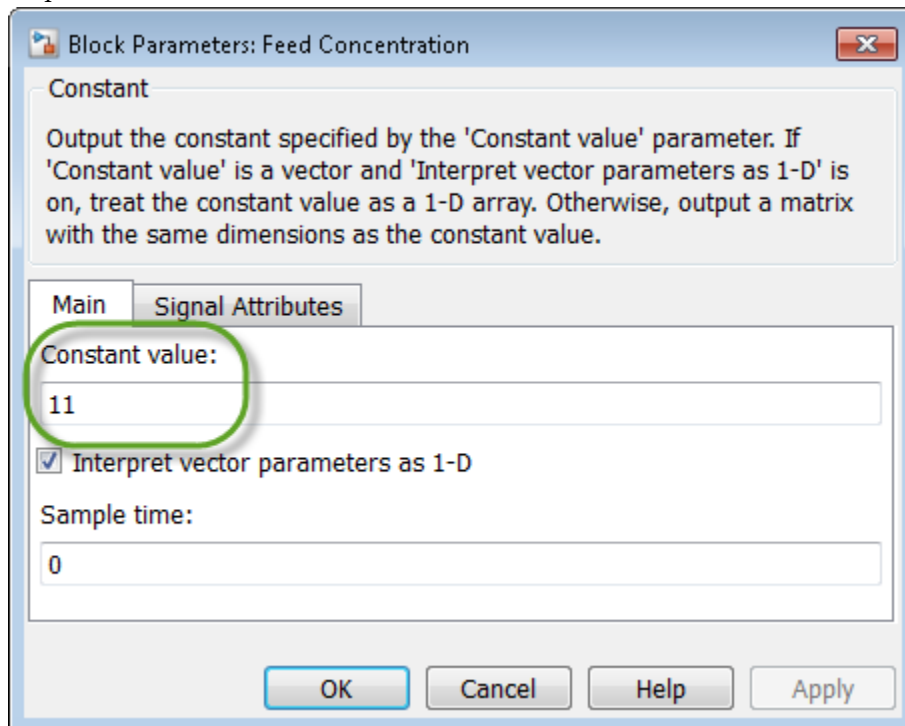 Block Parameters: Feed Concentration
Constant
Output the constant specified by the 'Constant value' parameter. If
'Constant value' is a vector and 'Interpret vector parameters as 1-D' is
on, treat the constant value as a 1-D array. Otherwise, output a matrix
with the same dimensions as the constant value.
Main Signal Attributes
Constant value:
11
Interpret vector parameters as 1-D
Sample time:
0
OK Cancel Help Apply